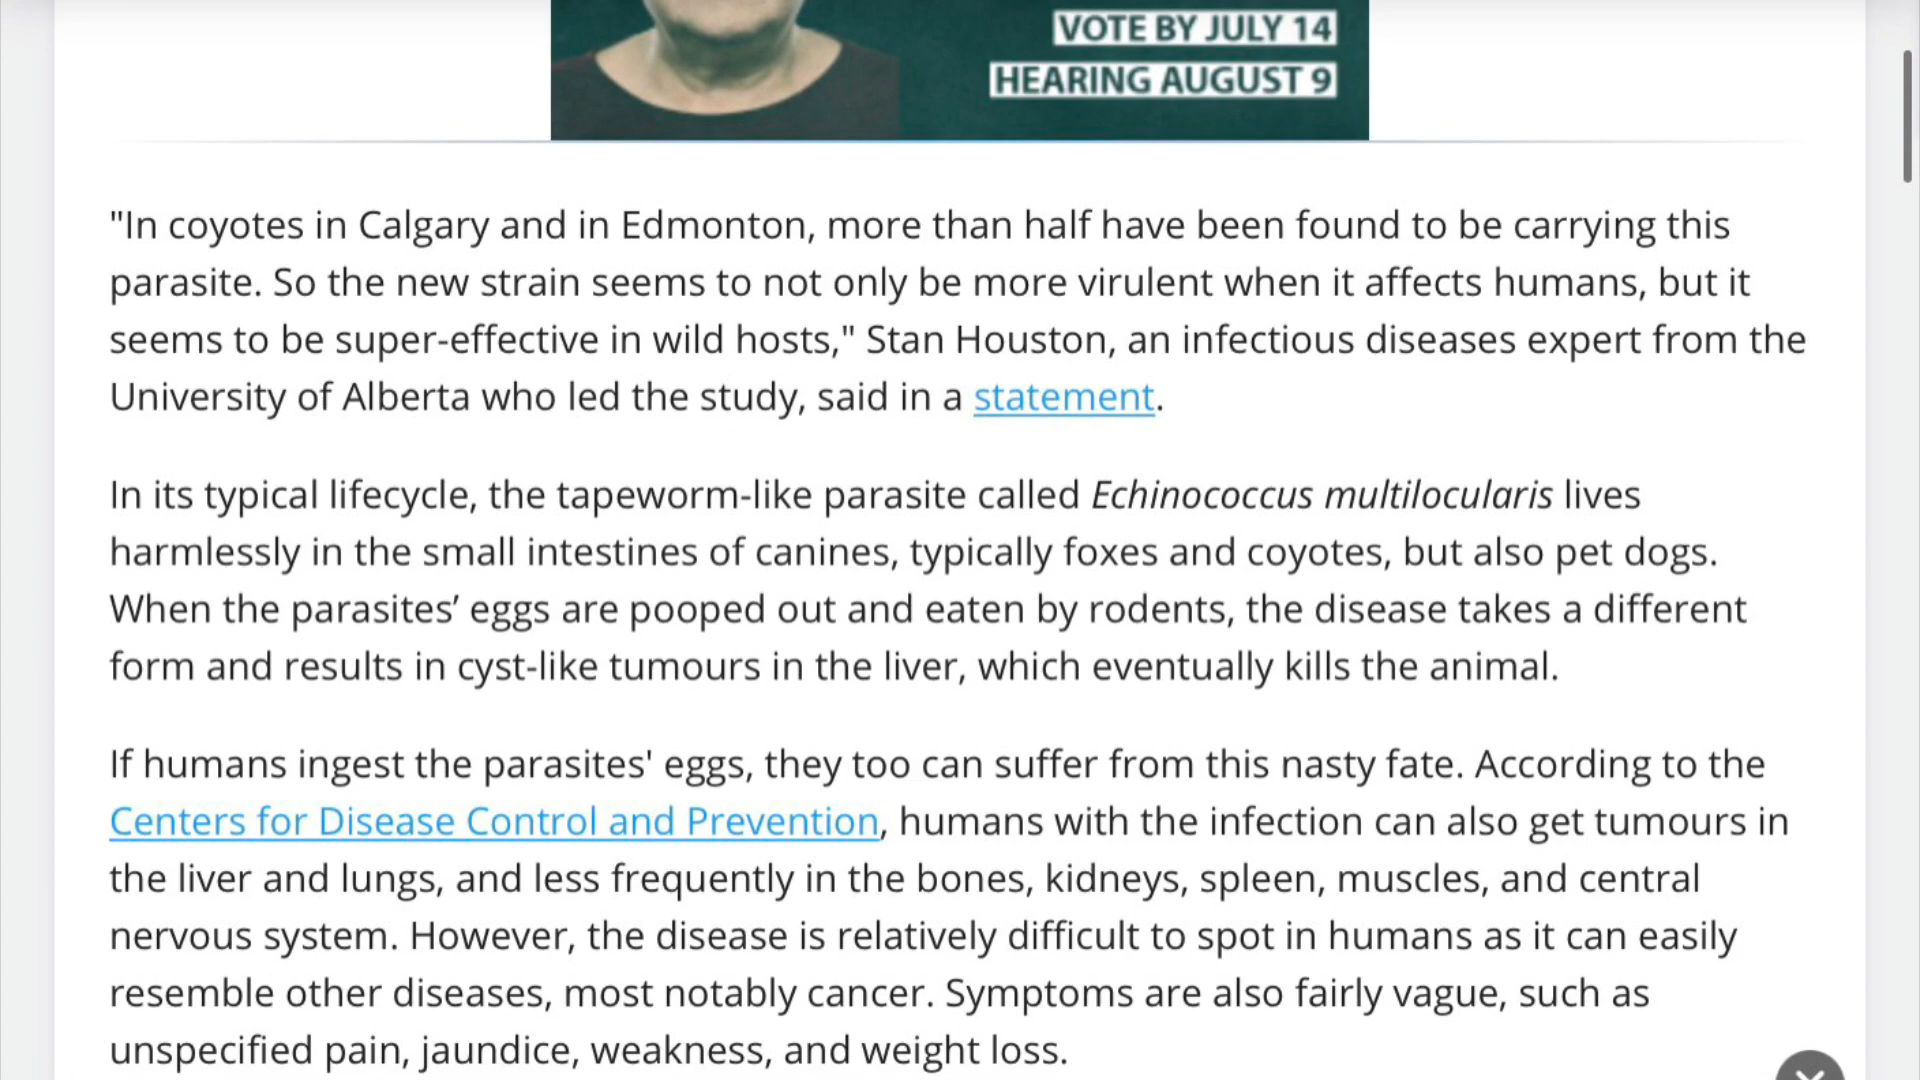 VOTE BY JULY 14
HEARING AUGUST 9
"In coyotes in Calgary and in Edmonton, more than half have been found to be carrying this
parasite. So the new strain seems to not only be more virulent when it affects humans, but it
seems to be super-effective in wild hosts," Stan Houston, an infectious diseases expert from the
University of Alberta who led the study, said in a statement.
In its typical lifecycle, the tapeworm-like parasite called Echinococcus multilocularis lives
harmlessly in the small intestines of canines, typically foxes and coyotes, but also pet dogs.
When the parasites’ eggs are pooped out and eaten by rodents, the disease takes a different
form and results in cyst-like tumours in the liver, which eventually kills the animal.
If humans ingest the parasites' eggs, they too can suffer from this nasty fate. According to the
Centers for Disease Control and Prevention, humans with the infection can also get tumours in
the liver and lungs, and less frequently in the bones, kidneys, spleen, muscles, and central
nervous system. However, the disease is relatively difficult to spot in humans as it can easily
resemble other diseases, most notably cancer. Symptoms are also fairly vague, such as
unspecified pain, jaundice, weakness, and weight loss.